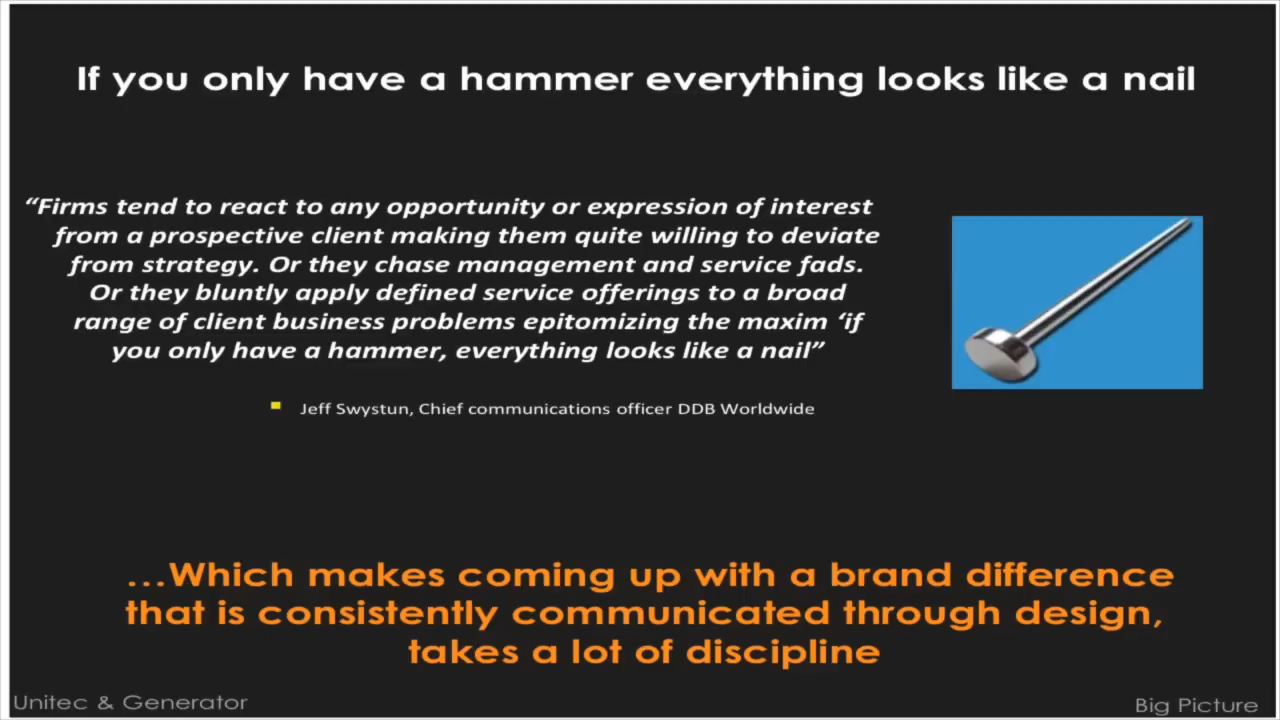 If you only have a hammer everything looks like a nail
“Firms tend to react to any opportunity or expression of interest
from a prospective client making them quite willing to deviate
from strategy. Or they chase management and service fads.
Or they bluntly apply defined service offerings to a broad
range of client business problems epitomizing the maxim ‘if
you only have a hammer, everything looks like a nail”
Jeff Swystun, Chief communications officer DDB Worldwide
...Which makes coming up with a brand difference
that is consistently communicated through design,
takes a lot of discipline
Unitec & Generator
Big Picture